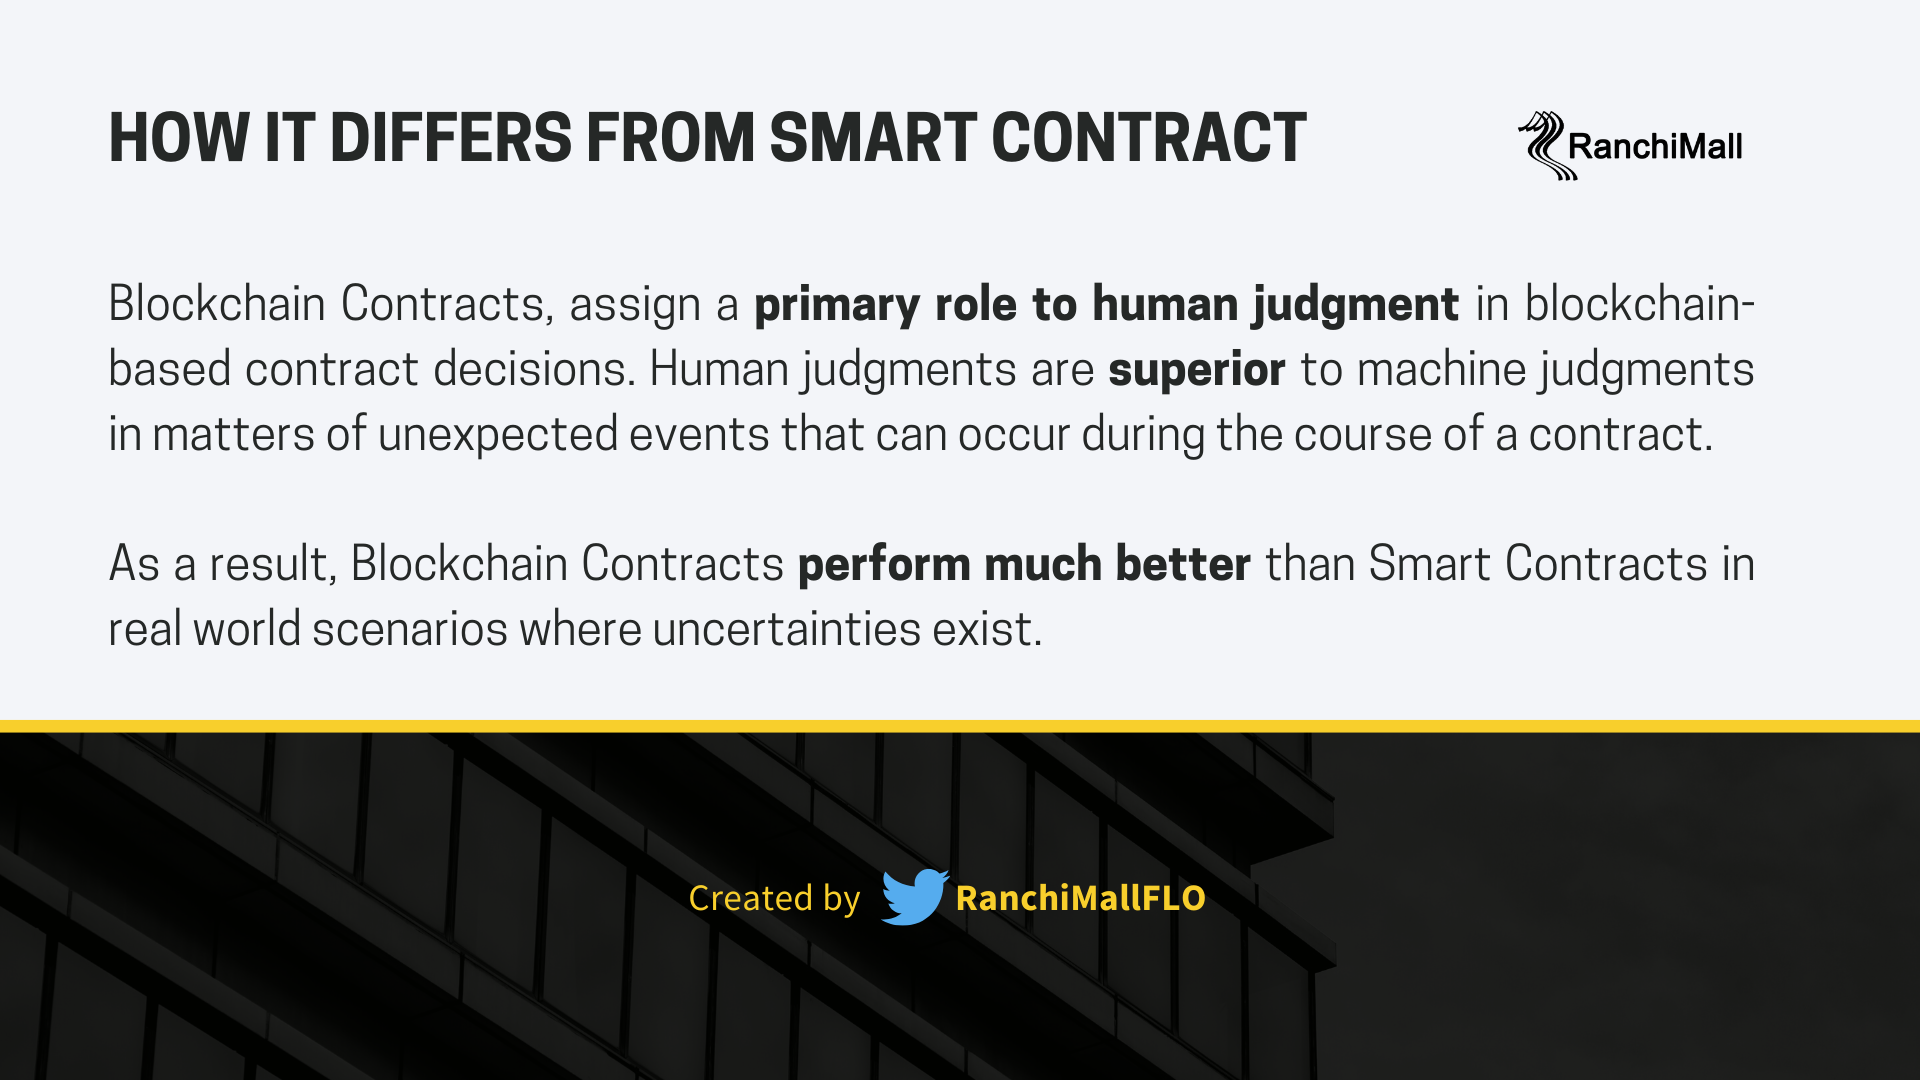 HOW IT DIFFERS FROM SMART CONTRACT
RanchiMall
Blockchain Contracts, assign a primary role to human judgment in blockchain-
based contract decisions. Human judgments are superior to machine judgments
in matters of unexpected events that can occur during the course of a contract.
As a result, Blockchain Contracts perform much better than Smart Contracts in
real world scenarios where uncertainties exist.
Created by RanchiMallFLO